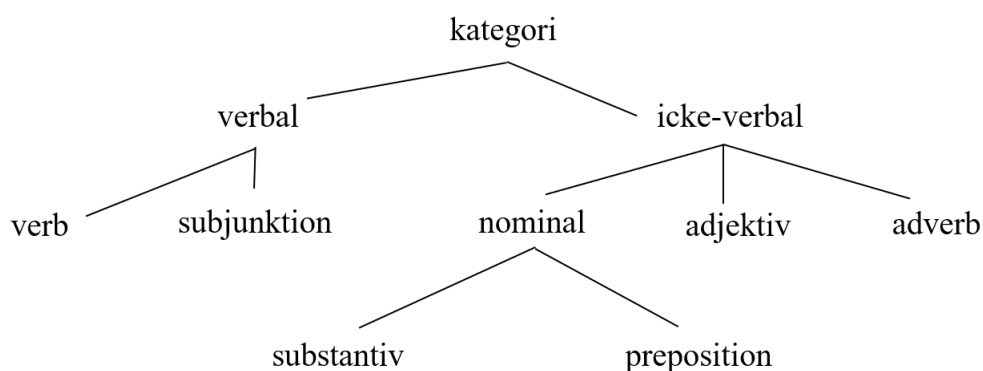 kategori
verbal icke-verbal
verb subjunktion nominal adjektiv adverb
substantiv preposition